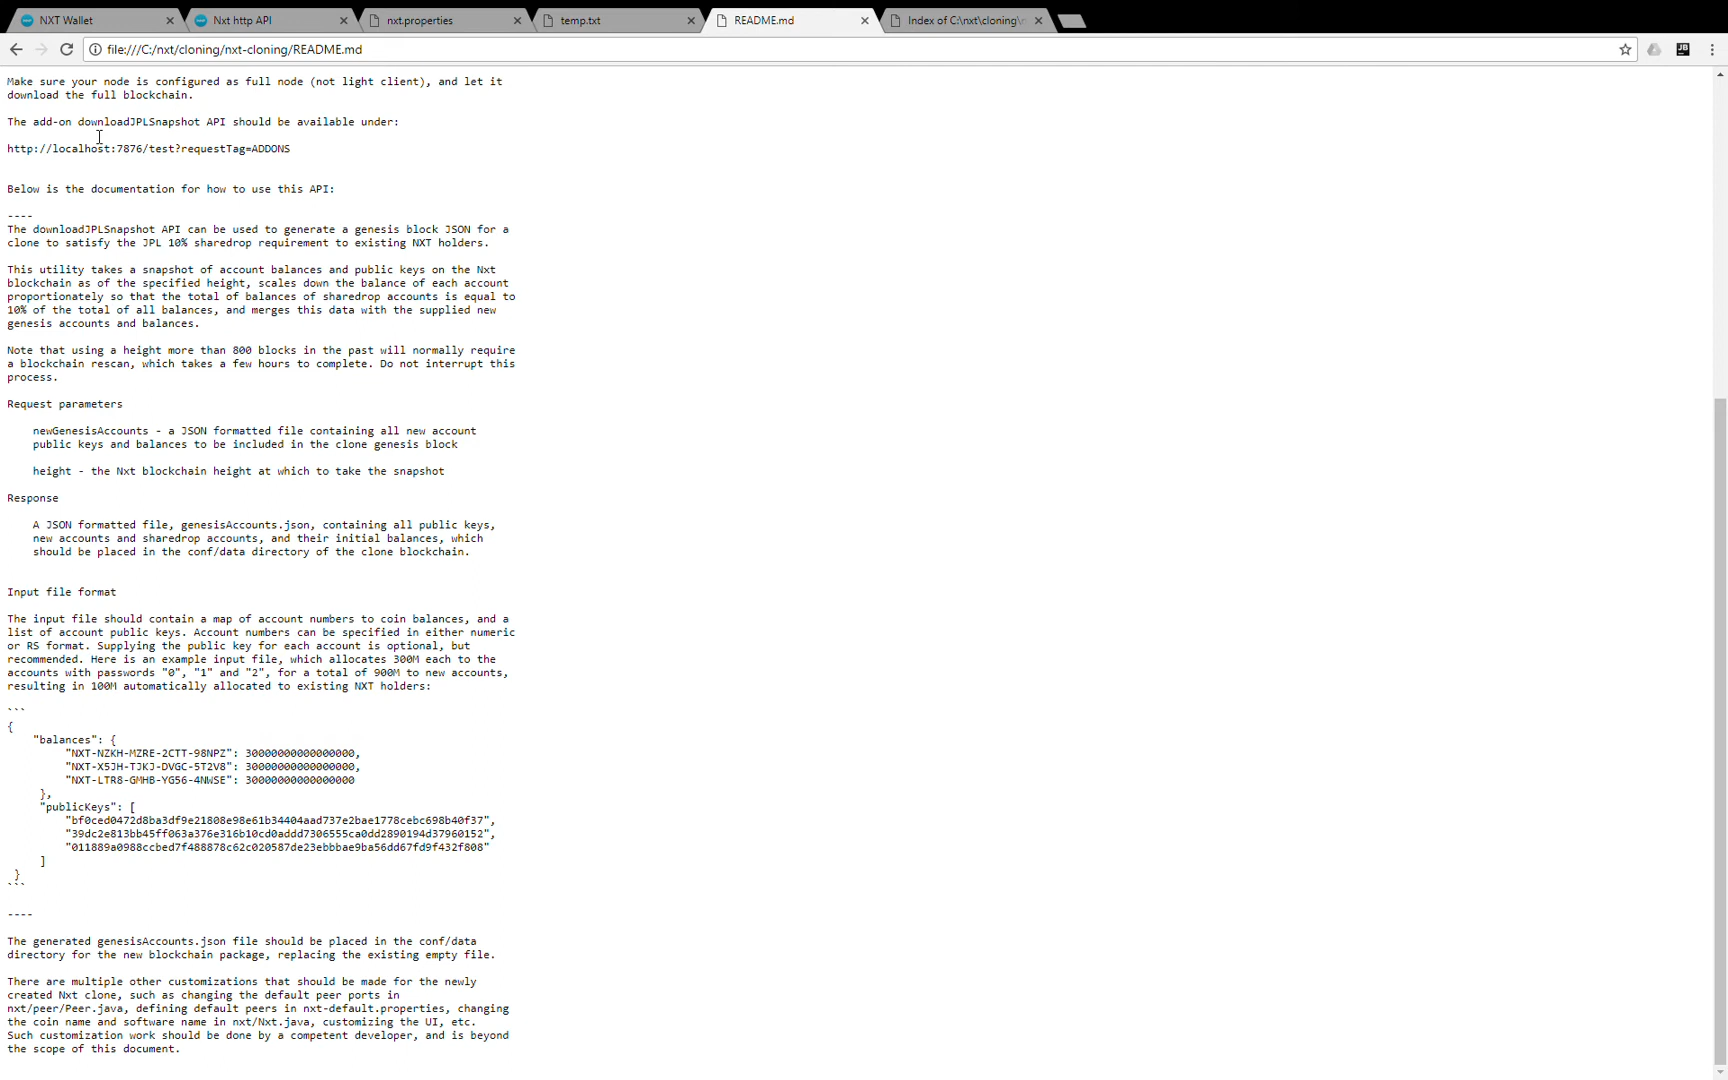 NXT Wallet
Nxt http API
nxt.properties
temp.txt
README.md
Index of C:\nxt\cloning\
file:///C:/nxt/cloning/nxt-cloning/README.md
Make sure your node is configured as full node (not light client), and let it
download the full blockchain.
The add-on downloadJPLSnapshot API should be available under:
http://localhost:7876/test?requestTag=ADDONS
Below is the documentation for how to use this API:
----
The downloadJPLSnapshot API can be used to generate a genesis block JSON for a
clone to satisfy the JPL 10% sharedrop requirement to existing NXT holders.
This utility takes a snapshot of account balances and public keys on the Nxt
blockchain as of the specified height, scales down the balance of each account
proportionately so that the total of balances of sharedrop accounts is equal to
10% of the total of all balances, and merges this data with the supplied new
genesis accounts and balances.
Note that using a height more than 800 blocks in the past will normally require
a blockchain rescan, which takes a few hours to complete. Do not interrupt this
process.
Request parameters
newGenesisAccounts - a JSON formatted file containing all new account
public keys and balances to be included in the clone genesis block
height - the Nxt blockchain height at which to take the snapshot
Response
A JSON formatted file, genesisAccounts.json, containing all public keys,
new accounts and sharedrop accounts, and their initial balances, which
should be placed in the conf/data directory of the clone blockchain.
Input file format
The input file should contain a map of account numbers to coin balances, and a
list of account public keys. Account numbers can be specified in either numeric
or RS format. Supplying the public key for each account is optional, but
recommended. Here is an example input file, which allocates 300M each to the
accounts with passwords "0", "1" and "2", for a total of 900M to new accounts,
resulting in 100M automatically allocated to existing NXT holders:
```
{
"balances": {
"NXT-NZKH-MZRE-2CTT-98NPZ": 30000000000000000,
"NXT-X5JH-TJKJ-DVGC-5T2V8": 30000000000000000,
"NXT-LTR8-GMHB-YG56-4NWSE": 30000000000000000
},
"publicKeys": [
"bf0ced0472d8ba3df9e21808e98e61b34404aad737e2bae1778cebc698b40f37",
"39dc2e813bb45ff063a376e316b10cd0addd7306555ca0dd2890194d37960152",
"011889a0988ccbed7f488878c62c020587de23ebbbae9ba56dd67fd9f432f808"
]
}
```
----
The generated genesisAccounts.json file should be placed in the conf/data
directory for the new blockchain package, replacing the existing empty file.
There are multiple other customizations that should be made for the newly
created Nxt clone, such as changing the default peer ports in
nxt/peer/Peer.java, defining default peers in nxt-default.properties, changing
the coin name and software name in nxt/Nxt.java, customizing the UI, etc.
Such customization work should be done by a competent developer, and is beyond
the scope of this document.